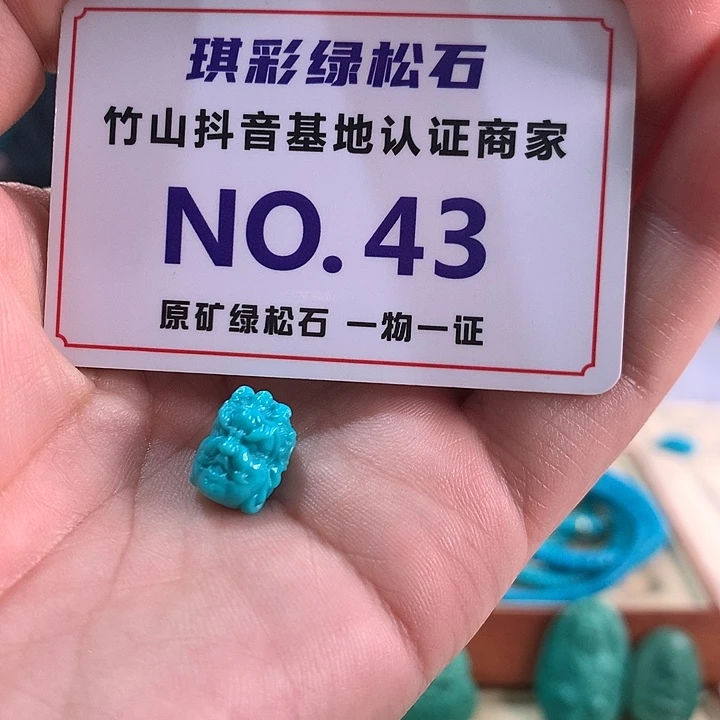 琪彩绿松石
竹山抖音基地认证商家
NO.43
原矿绿松石 一物一证